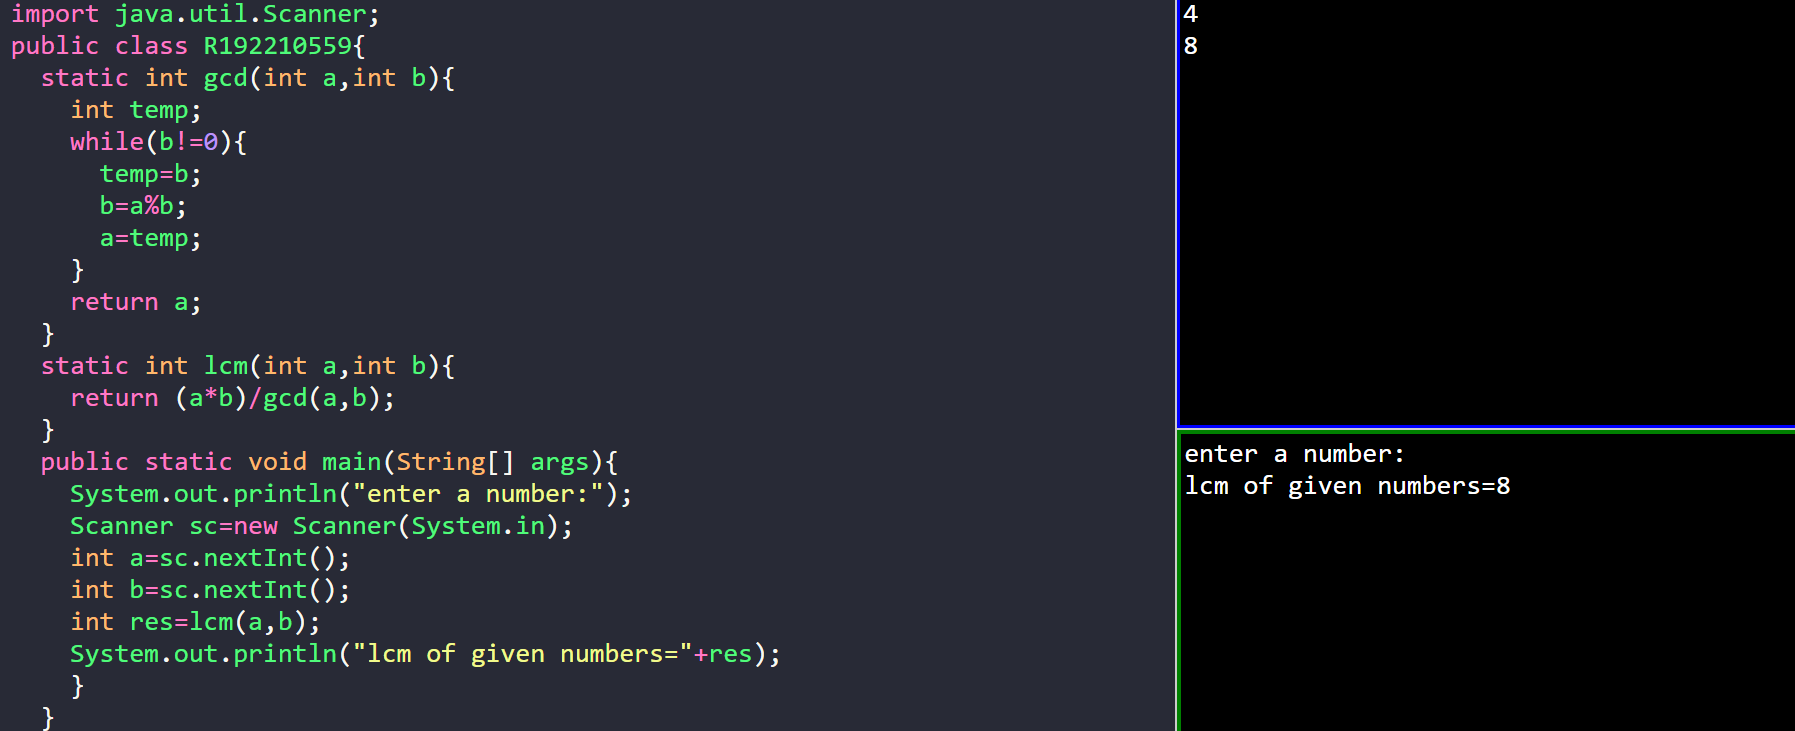 import java.util.Scanner;
public class R192210559{
  static int gcd(int a,int b){
    int temp;
    while(b!=0){
      temp=b;
      b=a%b;
      a=temp;
    }
    return a;
  }
  static int lcm(int a,int b){
    return (a*b)/gcd(a,b);
  }
  public static void main(String[] args){
    System.out.println("enter a number:");
    Scanner sc=new Scanner(System.in);
    int a=sc.nextInt();
    int b=sc.nextInt();
    int res=lcm(a,b);
    System.out.println("lcm of given numbers="+res);
    }
  }
4
8
enter a number:
lcm of given numbers=8